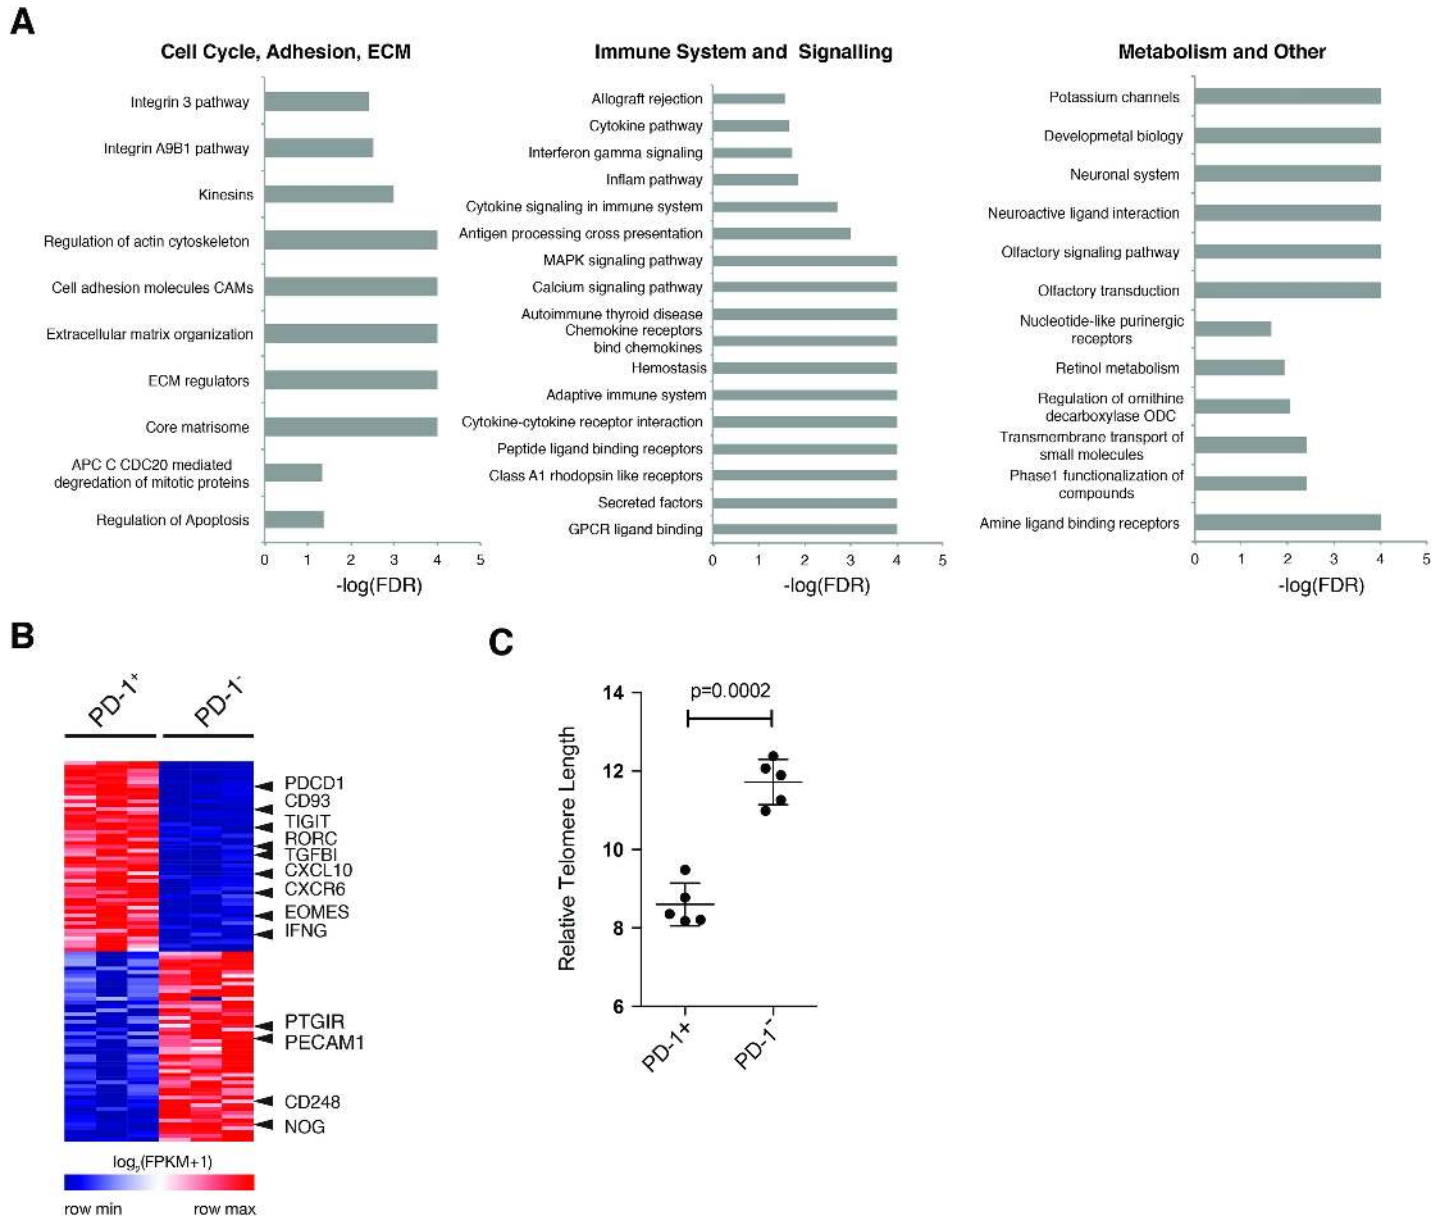 A
Cell Cycle, Adhesion, ECM
Integrin 3 pathway
Integrin A9B1 pathway
Kinesins
Regulation of actin cytoskeleton
Cell adhesion molecules CAMs
Extracellular matrix organization
ECM regulators
Core matrisome
APC C CDC20 mediated
degredation of mitotic proteins
Regulation of Apoptosis
0 1 2 3 4 5
-log(FDR)
Immune System and Signalling
Allograft rejection
Cytokine pathway
Interferon gamma signaling
Inflam pathway
Cytokine signaling in immune system
Antigen processing cross presentation
MAPK signaling pathway
Calcium signaling pathway
Autoimmune thyroid disease
Chemokine receptors
bind chemokines
Hemostasis
Adaptive immune system
Cytokine-cytokine receptor interaction
Peptide ligand binding receptors
Class A1 rhodopsin like receptors
Secreted factors
GPCR ligand binding
0 1 2 3 4 5
-log(FDR)
Metabolism and Other
Potassium channels
Developmetal biology
Neuronal system
Neuroactive ligand interaction
Olfactory signaling pathway
Olfactory transduction
Nucleotide-like purinergic
receptors
Retinol metabolism
Regulation of ornithine
decarboxylase ODC
Transmembrane transport of
small molecules
Phase1 functionalization of
compounds
Amine ligand binding receptors
0 1 2 3 4 5
-log(FDR)
B
PD-1+ PD-1-
PDCD1
CD93
TIGIT
RORC
TGFBI
CXCL10
CXCR6
EOMES
IFNG
PTGIR
PECAM1
CD248
NOG
log2(FPKM+1)
row min row max
C
p=0.0002
Relative Telomere Length
14
12
10
8
6
PD-1+ PD-1-